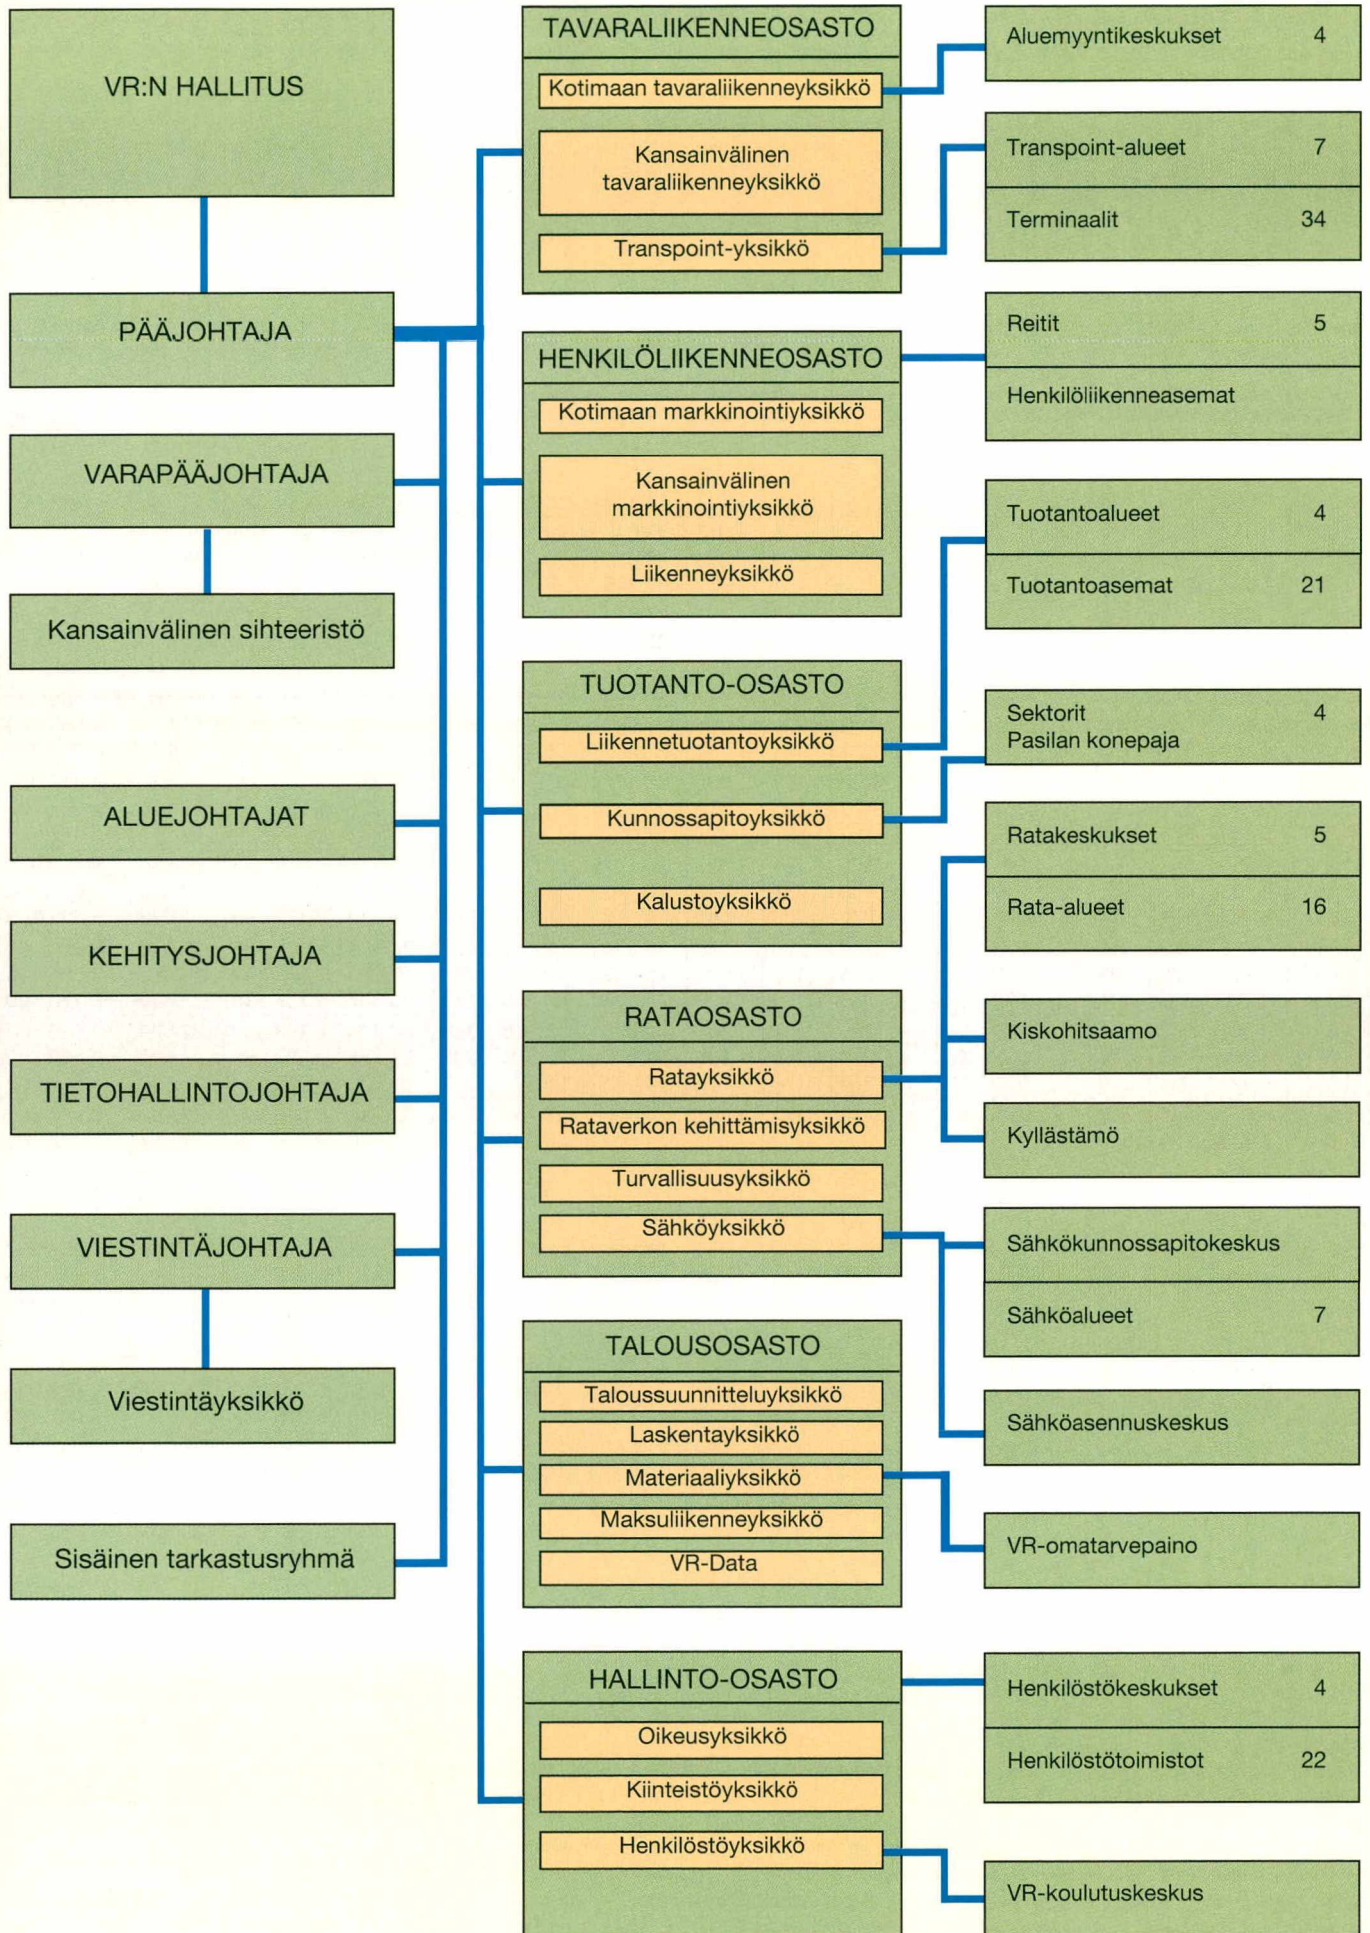 VR:N HALLITUS
PÄÄJOHTAJA
VARAPÄÄJOHTAJA
Kansainvälinen sihteeristö
ALUEJOHTAJAT
KEHITYSJOHTAJA
TIETOHALLINTOJOHTAJA
VIESTINTÄJOHTAJA
Viestintäyksikkö
Sisäinen tarkastusryhmä
TAVARALIIKENNEOSASTO
Kotimaan tavaraliikenneyksikkö
Kansainvälinen
tavaraliikenneyksikkö
Transpoint-yksikkö
HENKILÖLIIKENNEOSASTO
Kotimaan markkinointiyksikkö
Kansainvälinen
markkinointiyksikkö
Liikenneyksikkö
TUOTANTO-OSASTO
Liikennetuotantoyksikkö
Kunnossapitoyksikkö
Kalustoyksikkö
RATAOSASTO
Ratayksikkö
Rataverkon kehittämisyksikkö
Turvallisuusyksikkö
Sähköyksikkö
TALOUSOSASTO
Taloussuunnitteluyksikkö
Laskentayksikkö
Materiaaliyksikkö
Maksuliikenneyksikkö
VR-Data
HALLINTO-OSASTO
Oikeusyksikkö
Kiinteistöyksikkö
Henkilöstöyksikkö
Aluemyyntikeskukset 4
Transpoint-alueet 7
Terminaalit 34
Reitit 5
Henkilöliikenneasemat
Tuotantoalueet 4
Tuotantoasemat 21
Sektorit 4
Pasilan konepaja
Ratakeskukset 5
Rata-alueet 16
Kiskohitsaamo
Kyllästämö
Sähkökunnossapitokeskus
Sähköalueet 7
Sähköasennuskeskus
VR-omatarvepaino
Henkilöstökeskukset 4
Henkilöstötoimistot 22
VR-koulutuskeskus